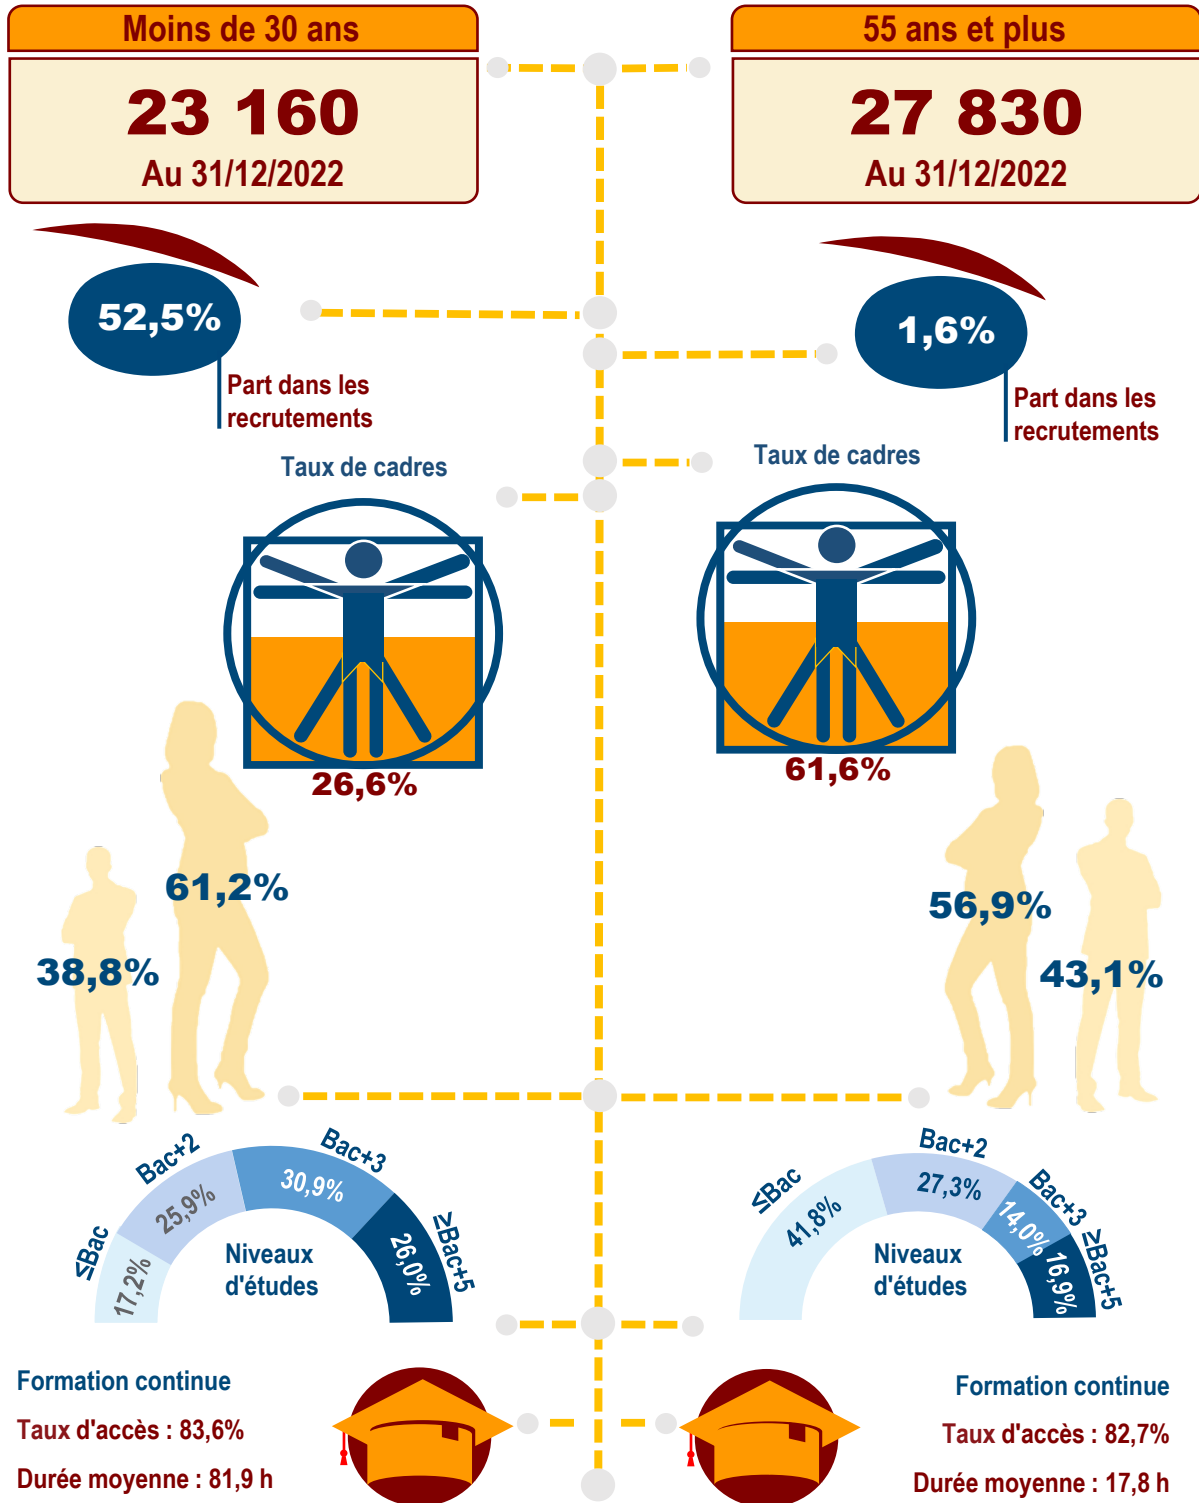 Moins de 30 ans
23 160
Au 31/12/2022
55 ans et plus
27 830
Au 31/12/2022
52,5%
Part dans les
recrutements
1,6%
Part dans les
recrutements
Taux de cadres
26,6%
Taux de cadres
61,6%
61,2%
38,8%
56,9%
43,1%
≤Bac
17,2%
Bac+2
25,9%
Bac+3
30,9%
≥Bac+5
26,0%
Niveaux
d'études
≤Bac
41,8%
Bac+2
27,3%
Bac+3
14,0%
≥Bac+5
16,9%
Niveaux
d'études
Formation continue
Taux d'accès : 83,6%
Durée moyenne : 81,9 h
Formation continue
Taux d'accès : 82,7%
Durée moyenne : 17,8 h